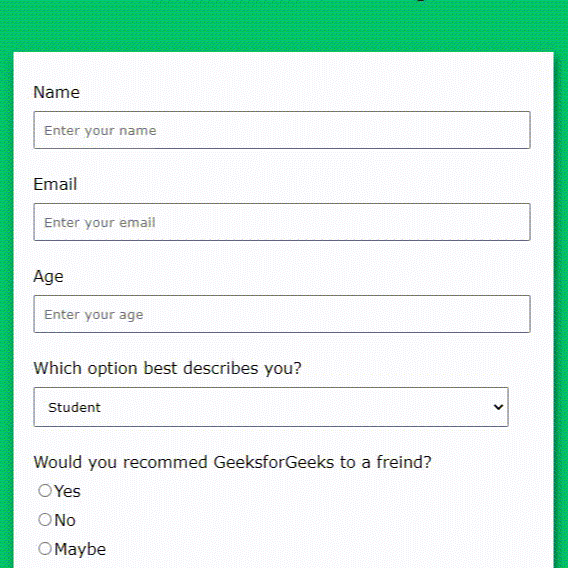 Name
Enter your name
Email
Enter your email
Age
Enter your age
Which option best describes you?
Student
Would you recommed GeeksforGeeks to a freind?
Yes
No
Maybe